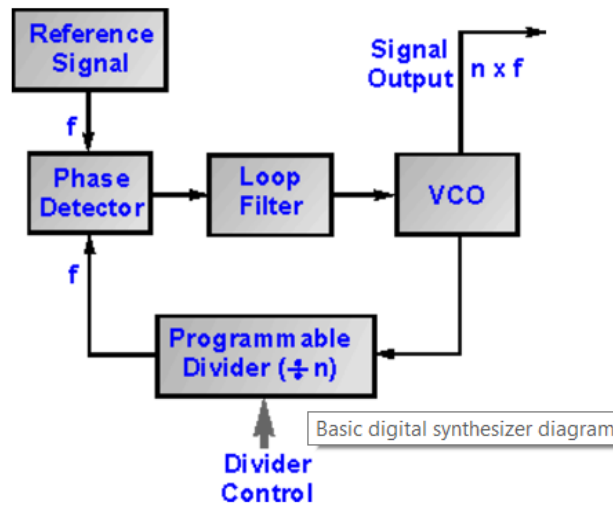 Reference
Signal
Signal
Output
n x f
f
Phase
Detector
Loop
Filter
VCO
f
Programmable
Divider (÷ n)
Basic digital synthesizer diagram
Divider
Control